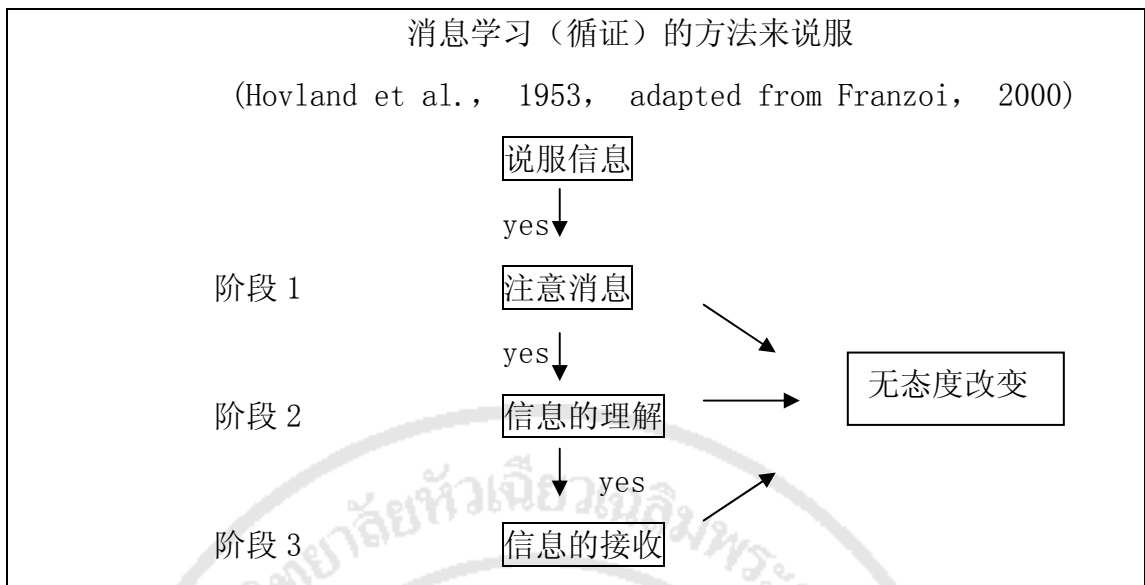 消息学习（循证）的方法来说服
(Hovland et al.， 1953， adapted from Franzoi， 2000)
说服信息
yes
阶段 1 注意消息
yes
无态度改变
阶段 2 信息的理解
yes
阶段 3 信息的接收